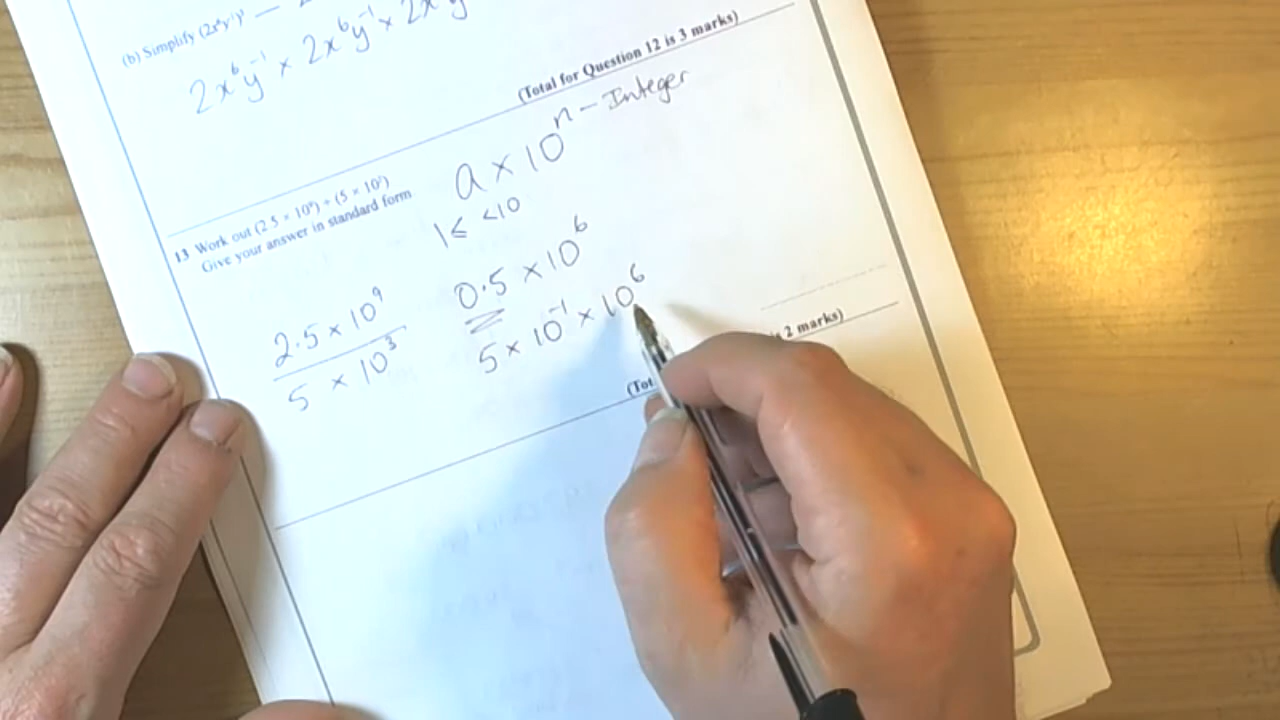 (b) Simplify
2x⁶y⁻¹ × 2x⁶y⁻¹ × 2x y
(Total for Question 12 is 3 marks)
a × 10ⁿ – Integer
1≤ <10
13 Work out (2.5 × 10⁹) ÷ (5 × 10³)
Give your answer in standard form
2.5 × 10⁹
5 × 10³
0.5 × 10⁶
5 × 10⁻¹ × 10⁶
is 2 marks)
(Tot